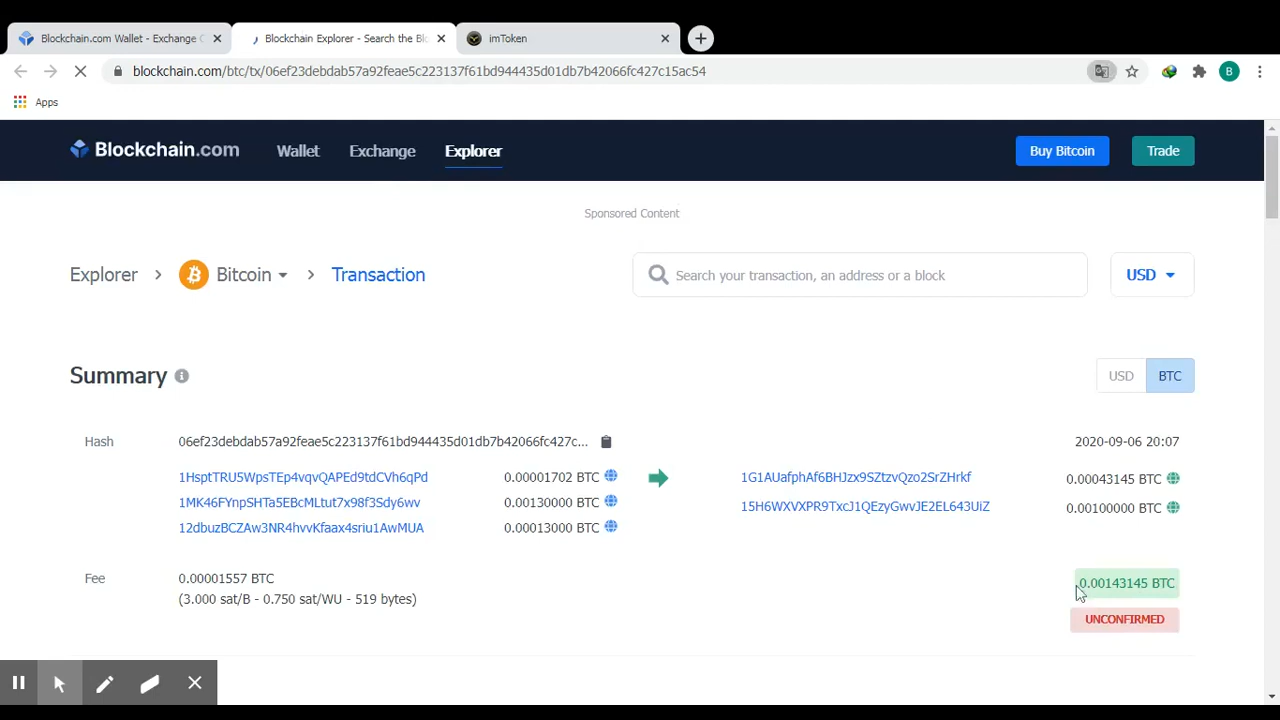 Blockchain.com Wallet - Exchange C
Blockchain Explorer - Search the Blo
imToken
blockchain.com/btc/tx/06ef23debdab57a92feae5c223137f61bd944435d01db7b42066fc427c15ac54
B
Apps
Blockchain.com
Wallet
Exchange
Explorer
Buy Bitcoin
Trade
Sponsored Content
Explorer > Bitcoin > Transaction
Search your transaction, an address or a block
USD
Summary
USD
BTC
Hash
06ef23debdab57a92feae5c223137f61bd944435d01db7b42066fc427c...
2020-09-06 20:07
1HsptTRU5WpsTEp4vqvQAPEd9tdCVh6qPd 0.00001702 BTC
1G1AUafphAf6BHJzx9SZtzvQzo2SrZHrkf 0.00043145 BTC
1MK46FYnpSHTa5EBcMLtut7x98f3Sdy6wv 0.00130000 BTC
15H6WXVXPR9TxcJ1QEzyGwvJE2EL643UiZ 0.00100000 BTC
12dbuzBCZAw3NR4hvvKfaax4sriu1AwMUA 0.00013000 BTC
Fee
0.00001557 BTC
(3.000 sat/B - 0.750 sat/WU - 519 bytes)
0.00143145 BTC
UNCONFIRMED